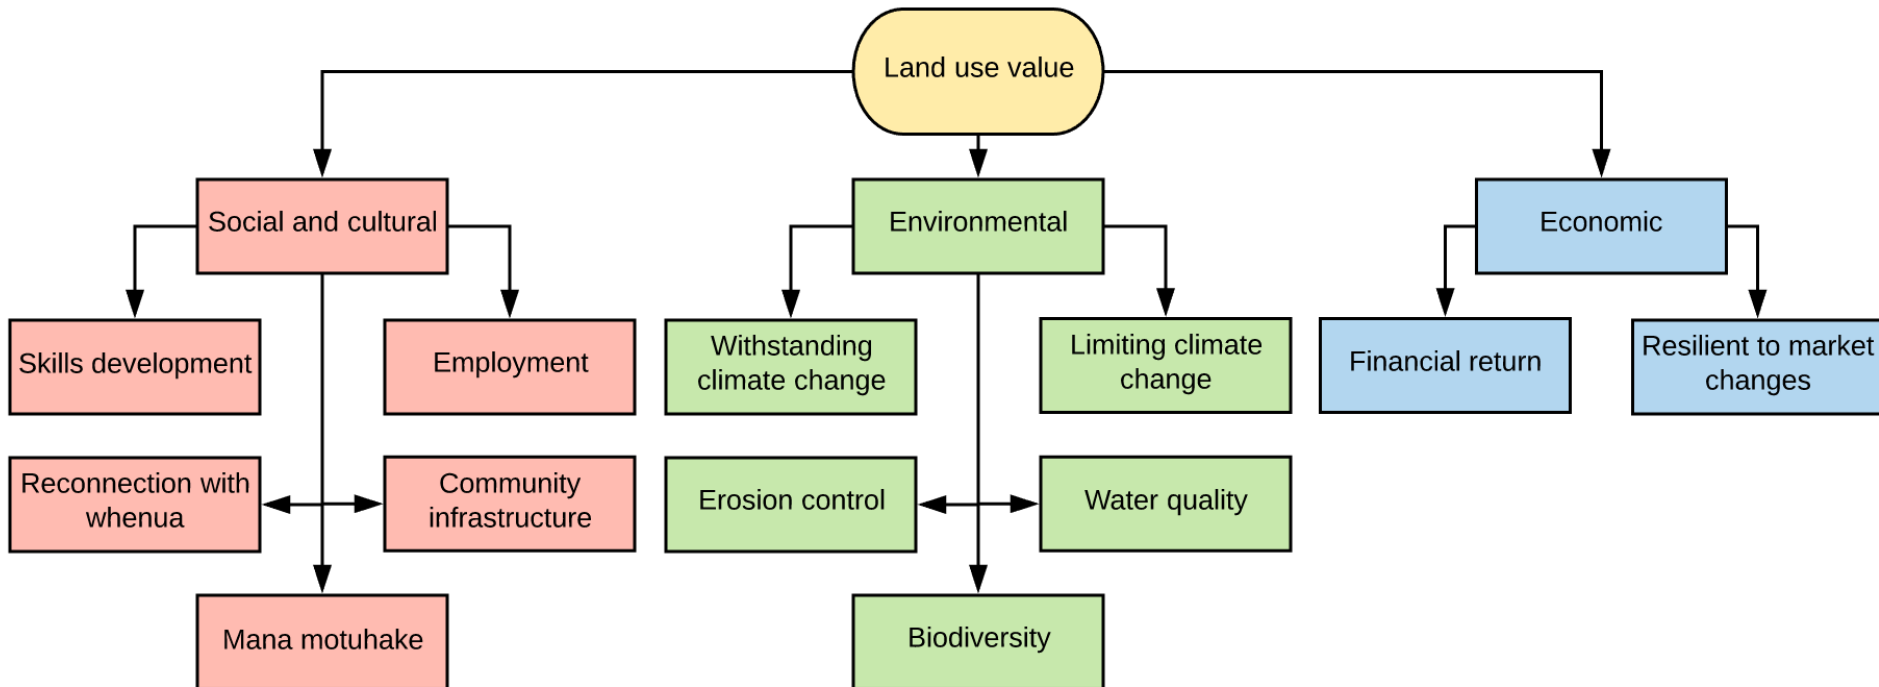 Land use value
Social and cultural
Environmental
Economic
Skills development
Employment
Withstanding
climate change
Limiting climate
change
Financial return
Resilient to market
changes
Reconnection with
whenua
Community
infrastructure
Erosion control
Water quality
Mana motuhake
Biodiversity